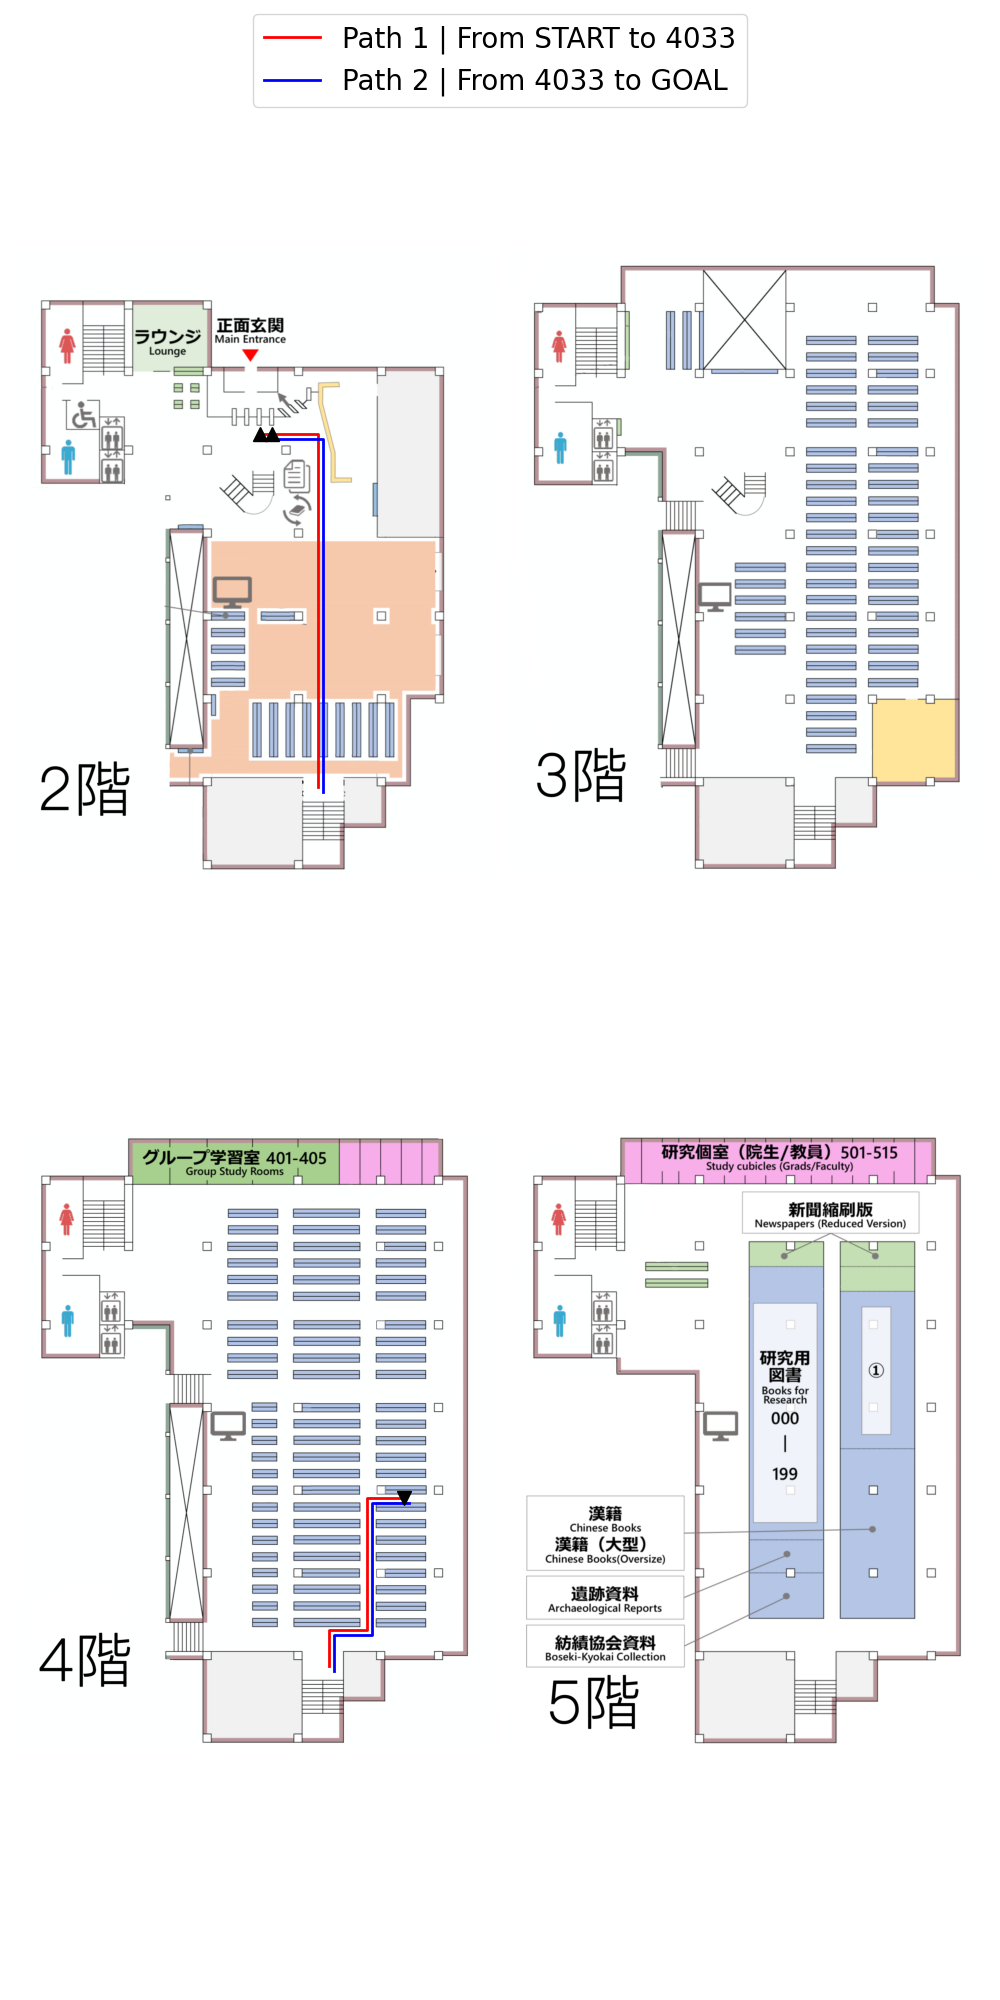 Path 1 | From START to 4033
Path 2 | From 4033 to GOAL
ラウンジ
Lounge
正面玄関
Main Entrance
2階
3階
グループ学習室 401-405
Group Study Rooms
4階
研究個室（院生/教員）501-515
Study cubicles (Grads/Faculty)
新聞縮刷版
Newspapers (Reduced Version)
研究用
図書
Books for
Research
000
|
199
①
漢籍
Chinese Books
漢籍（大型）
Chinese Books(Oversize)
遺跡資料
Archaeological Reports
紡績協会資料
Boseki-Kyokai Collection
5階